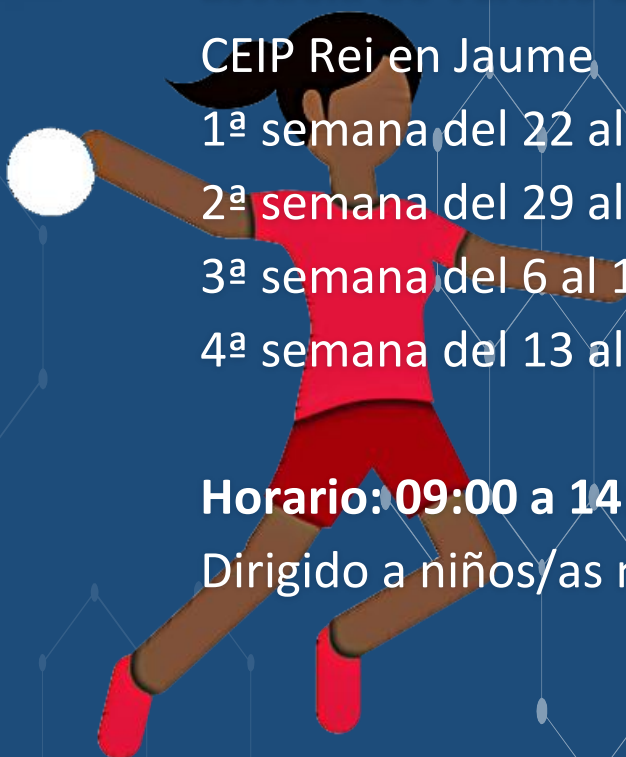 CEIP Rei en Jaume
1ª semana del 22 al
2ª semana del 29 al
3ª semana del 6 al 1
4ª semana del 13 al
Horario: 09:00 a 14
Dirigido a niños/as